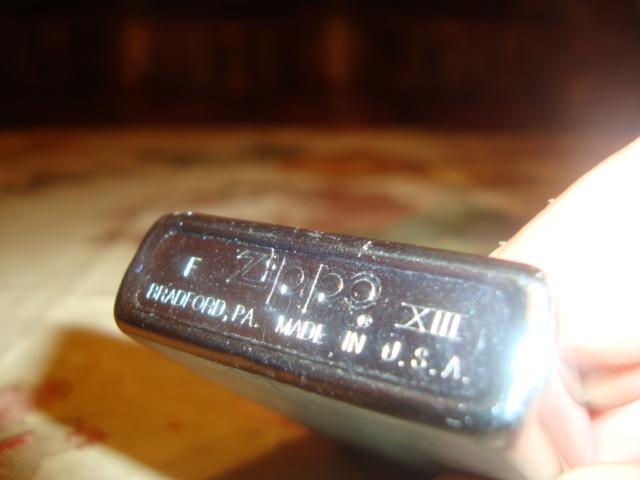 F Zippo XIII
®
BRADFORD, PA. MADE IN U.S.A.